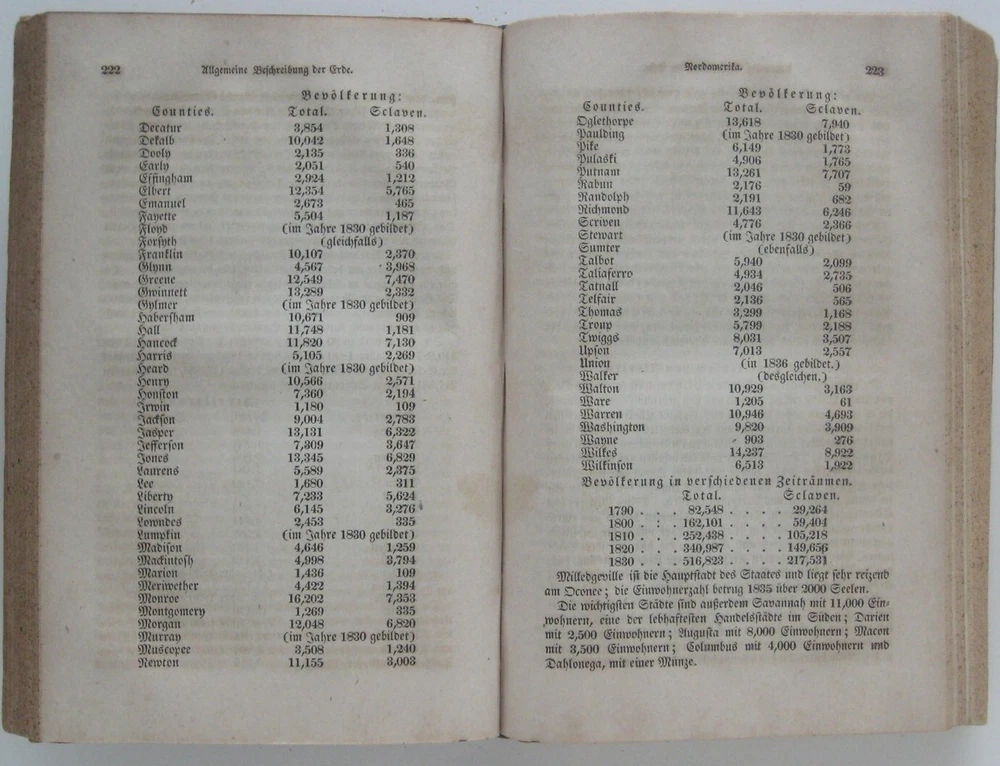 222
Allgemeine Beschreibung der Erde.
Bevölkerung:
Counties. Total. Sclaven.
Decatur 3,854 1,308
Dekalb 10,042 1,648
Dooly 2,135 336
Early 2,051 540
Effingham 2,924 1,212
Elbert 12,354 5,765
Emanuel 2,673 465
Fayette 5,504 1,187
Floyd (im Jahre 1830 gebildet)
Forsyth (gleichfalls)
Franklin 10,107 2,370
Glynn 4,567 3,968
Greene 12,549 7,470
Gwinnett 13,289 2,332
Gylmer (im Jahre 1830 gebildet)
Habersham 10,671 909
Hall 11,748 1,181
Hancock 11,820 7,130
Harris 5,105 2,269
Heard (im Jahre 1830 gebildet)
Henry 10,566 2,571
Houston 7,360 2,194
Irwin 1,180 109
Jackson 9,004 2,783
Jasper 13,131 6,322
Jefferson 7,309 3,647
Jones 13,345 6,829
Laurens 5,589 2,375
Lee 1,680 311
Liberty 7,233 5,624
Lincoln 6,145 3,276
Lowndes 2,453 335
Lumpkin (im Jahre 1830 gebildet)
Madison 4,646 1,259
Mackintosh 4,998 3,794
Marion 1,436 109
Meriwether 4,422 1,394
Monroe 16,202 7,353
Montgomery 1,269 335
Morgan 12,048 6,820
Murray (im Jahre 1830 gebildet)
Muscogee 3,508 1,240
Newton 11,155 3,003
Nordamerika.
223
Bevölkerung:
Counties. Total. Sclaven.
Oglethorpe 13,618 7,940
Paulding (im Jahre 1830 gebildet)
Pike 6,149 1,773
Pulaski 4,906 1,765
Putnam 13,261 7,707
Rabun 2,176 59
Randolph 2,191 682
Richmond 11,643 6,246
Scriven 4,776 2,366
Stewart (im Jahre 1830 gebildet)
Sumter (ebenfalls)
Talbot 5,940 2,099
Taliaferro 4,934 2,735
Tatnall 2,046 506
Telfair 2,136 565
Thomas 3,299 1,168
Troup 5,799 2,188
Twiggs 8,031 3,507
Upson 7,013 2,557
Union (in 1836 gebildet.)
Walker (desgleichen.)
Walton 10,929 3,163
Ware 1,205 61
Warren 10,946 4,693
Washington 9,820 3,909
Wayne 903 276
Wilkes 14,237 8,922
Wilkinson 6,513 1,922
Bevölkerung in verschiedenen Zeiträumen.
Total. Sclaven.
1790 . . . 82,548 . . . . 29,264
1800 . : . 162,101 . . . . 59,404
1810 . . . 252,438 . . . . 105,218
1820 . . . 340,987 . . . . 149,656
1830 . . . 516,823 . . . . 217,531
Milledgeville ist die Hauptstadt des Staates und liegt sehr reizend
am Oconee; die Einwohnerzahl betrug 1835 über 2000 Seelen.
Die wichtigsten Städte sind außerdem Savannah mit 11,000 Ein-
wohnern, eine der lebhaftesten Handelsstädte im Süden; Darien
mit 2,500 Einwohnern; Augusta mit 8,000 Einwohnern; Macon
mit 3,500 Einwohnern; Columbus mit 4,000 Einwohnern und
Dahlonega, mit einer Münze.